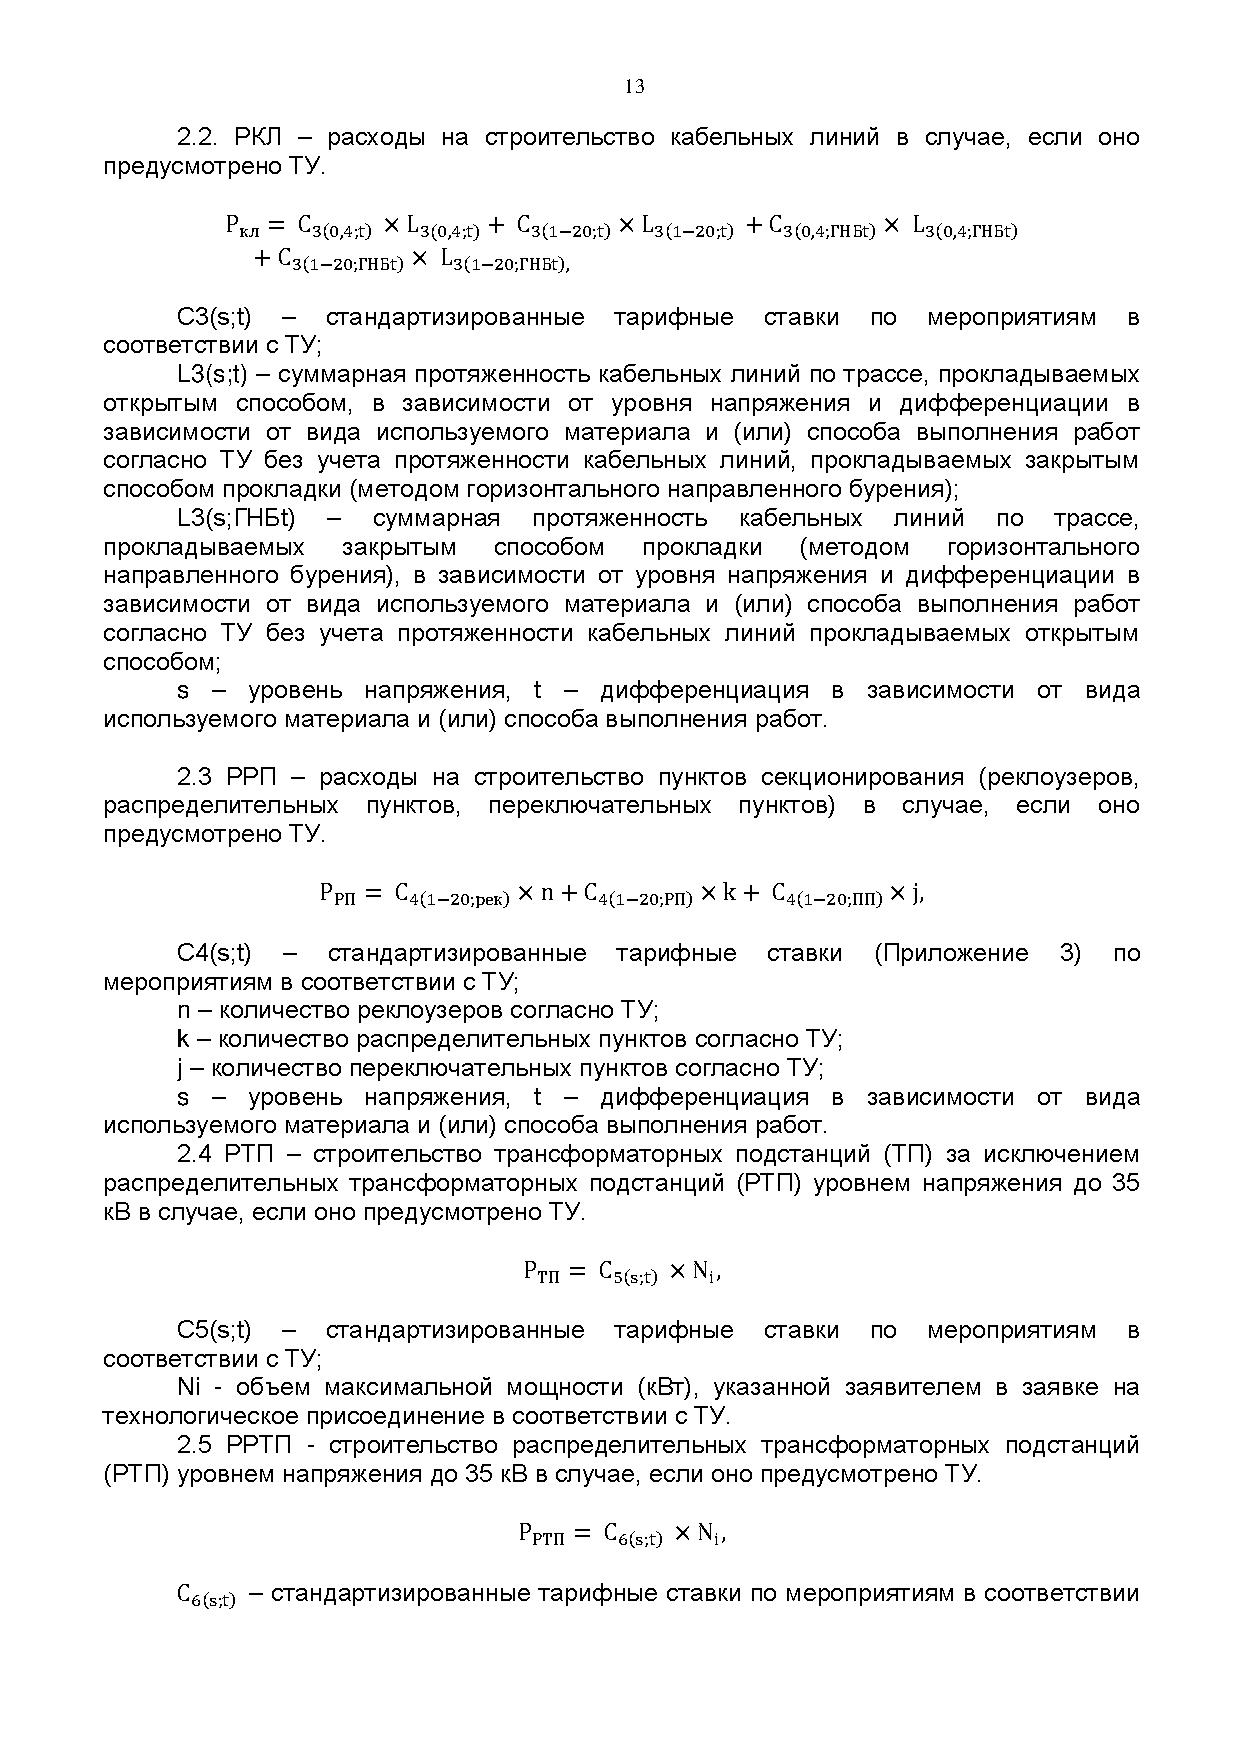 13
2.2. РКЛ – расходы на строительство кабельных линий в случае, если оно
предусмотрено ТУ.
Ркл = С3(0,4;t) × L3(0,4;t) + С3(1−20;t) × L3(1−20;t) + С3(0,4;ГНБt) × L3(0,4;ГНБt)
+ С3(1−20;ГНБt) × L3(1−20;ГНБt),
С3(s;t) – стандартизированные тарифные ставки по мероприятиям в
соответствии с ТУ;
L3(s;t) – суммарная протяженность кабельных линий по трассе, прокладываемых
открытым способом, в зависимости от уровня напряжения и дифференциации в
зависимости от вида используемого материала и (или) способа выполнения работ
согласно ТУ без учета протяженности кабельных линий, прокладываемых закрытым
способом прокладки (методом горизонтального направленного бурения);
L3(s;ГНБt) – суммарная протяженность кабельных линий по трассе,
прокладываемых закрытым способом прокладки (методом горизонтального
направленного бурения), в зависимости от уровня напряжения и дифференциации в
зависимости от вида используемого материала и (или) способа выполнения работ
согласно ТУ без учета протяженности кабельных линий прокладываемых открытым
способом;
s – уровень напряжения, t – дифференциация в зависимости от вида
используемого материала и (или) способа выполнения работ.
2.3 РРП – расходы на строительство пунктов секционирования (реклоузеров,
распределительных пунктов, переключательных пунктов) в случае, если оно
предусмотрено ТУ.
РРП = С4(1−20;рек) × n + С4(1−20;РП) × k + С4(1−20;ПП) × j,
С4(s;t) – стандартизированные тарифные ставки (Приложение 3) по
мероприятиям в соответствии с ТУ;
n – количество реклоузеров согласно ТУ;
k – количество распределительных пунктов согласно ТУ;
j – количество переключательных пунктов согласно ТУ;
s – уровень напряжения, t – дифференциация в зависимости от вида
используемого материала и (или) способа выполнения работ.
2.4 РТП – строительство трансформаторных подстанций (ТП) за исключением
распределительных трансформаторных подстанций (РТП) уровнем напряжения до 35
кВ в случае, если оно предусмотрено ТУ.
РТП = С5(s;t) × Ni,
С5(s;t) – стандартизированные тарифные ставки по мероприятиям в
соответствии с ТУ;
Ni - объем максимальной мощности (кВт), указанной заявителем в заявке на
технологическое присоединение в соответствии с ТУ.
2.5 РРТП - строительство распределительных трансформаторных подстанций
(РТП) уровнем напряжения до 35 кВ в случае, если оно предусмотрено ТУ.
РРТП = С6(s;t) × Ni,
С6(s;t) – стандартизированные тарифные ставки по мероприятиям в соответствии